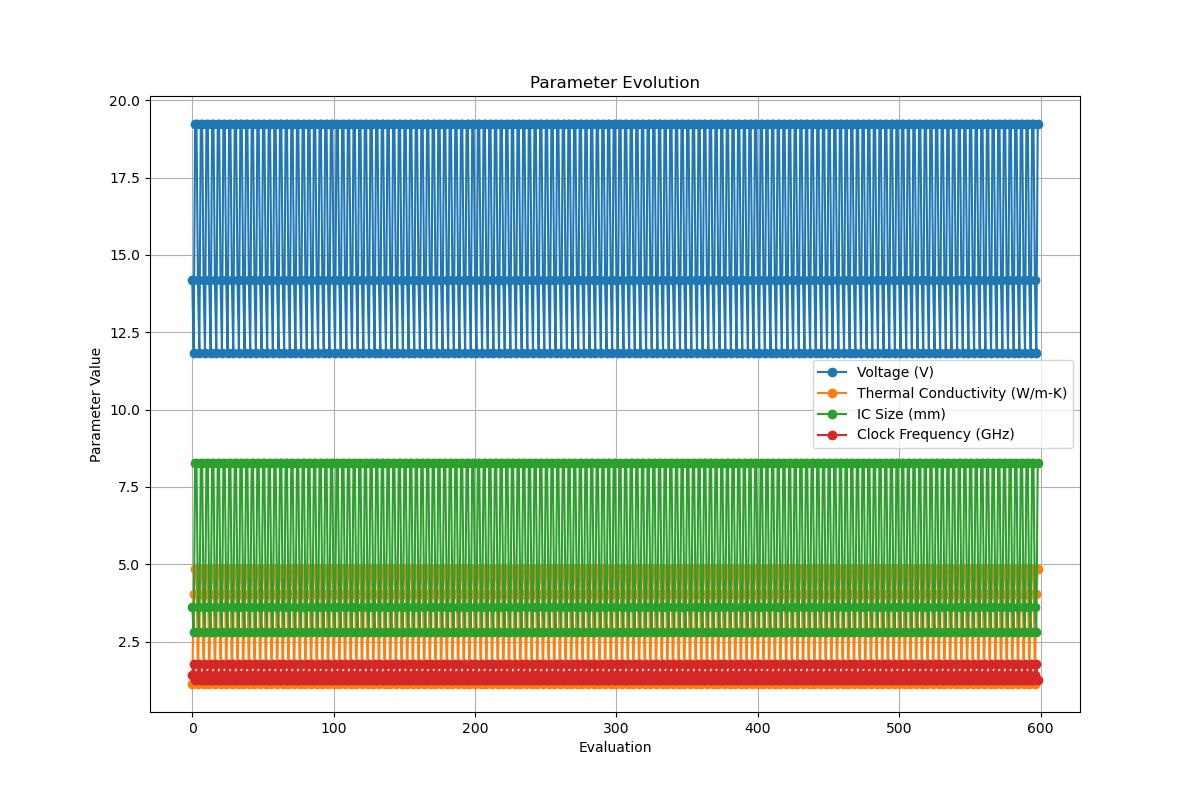 Parameter Evolution
20.0
17.5
15.0
12.5
10.0
7.5
5.0
2.5
Parameter Value
Voltage (V)
Thermal Conductivity (W/m-K)
IC Size (mm)
Clock Frequency (GHz)
0 100 200 300 400 500 600
Evaluation